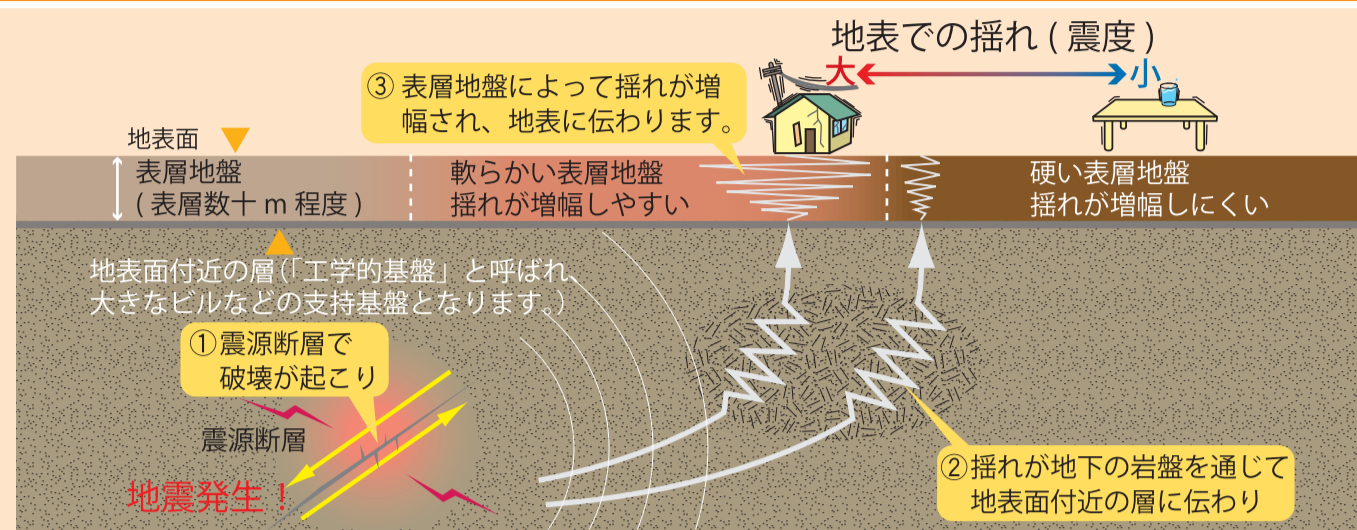 地表での揺れ ( 震度 )
大
小
③ 表層地盤によって揺れが増
幅され、地表に伝わります。
地表面
表層地盤
( 表層数十 m 程度 )
軟らかい表層地盤
揺れが増幅しやすい
硬い表層地盤
揺れが増幅しにくい
地表面付近の層(「工学的基盤」と呼ばれ、
大きなビルなどの支持基盤となります。)
① 震源断層で
破壊が起こり
震源断層
地震発生！
② 揺れが地下の岩盤を通じて
地表面付近の層に伝わり